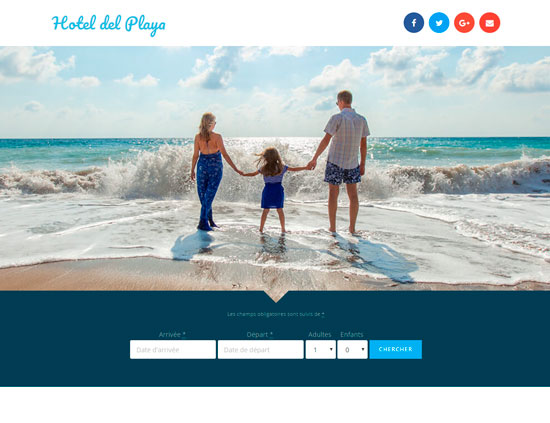 Hotel del Playa
Les champs obligatoires sont suivis de *
Arrivée * Départ * Adultes Enfants
Date d'arrivée Date de départ 1 0 CHERCHER